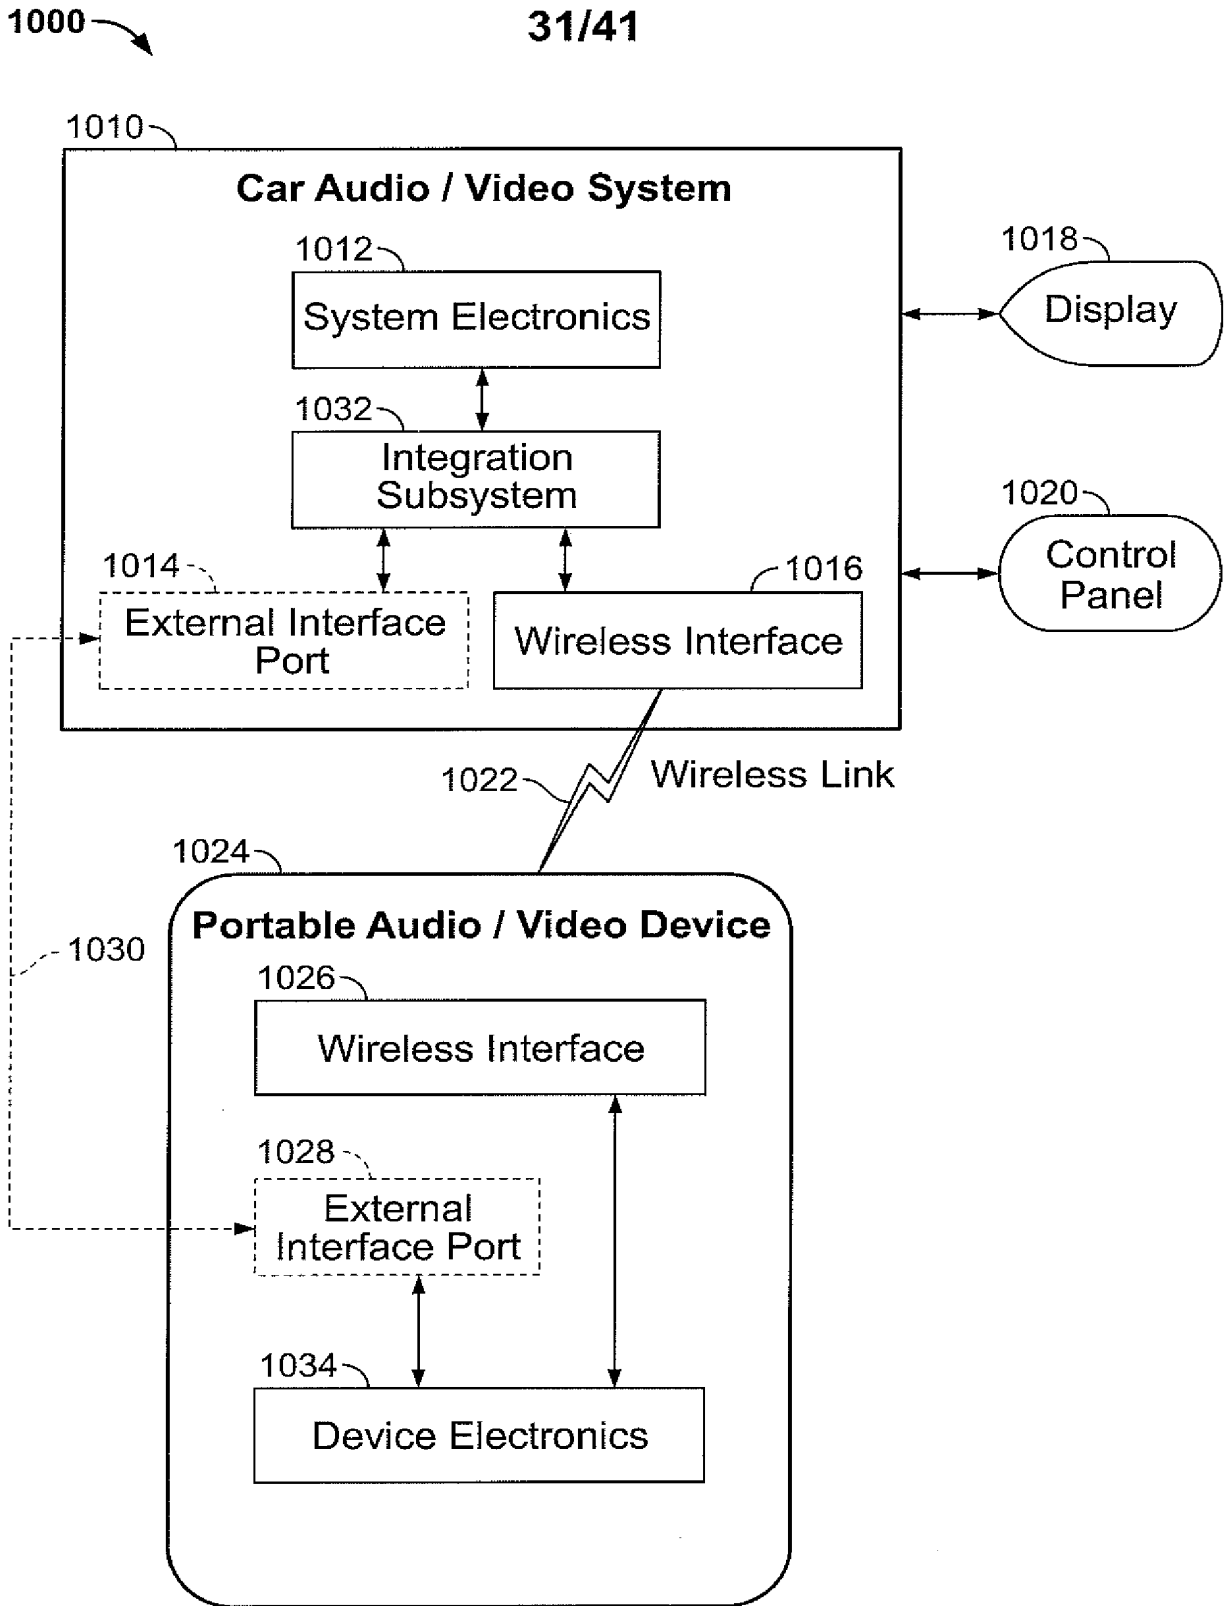 1000
31/41
1010
Car Audio / Video System
1012
System Electronics
1018
Display
1032
Integration
Subsystem
1020
Control
Panel
1014
External Interface
Port
1016
Wireless Interface
1022
Wireless Link
1024
Portable Audio / Video Device
1030
1026
Wireless Interface
1028
External
Interface Port
1034
Device Electronics